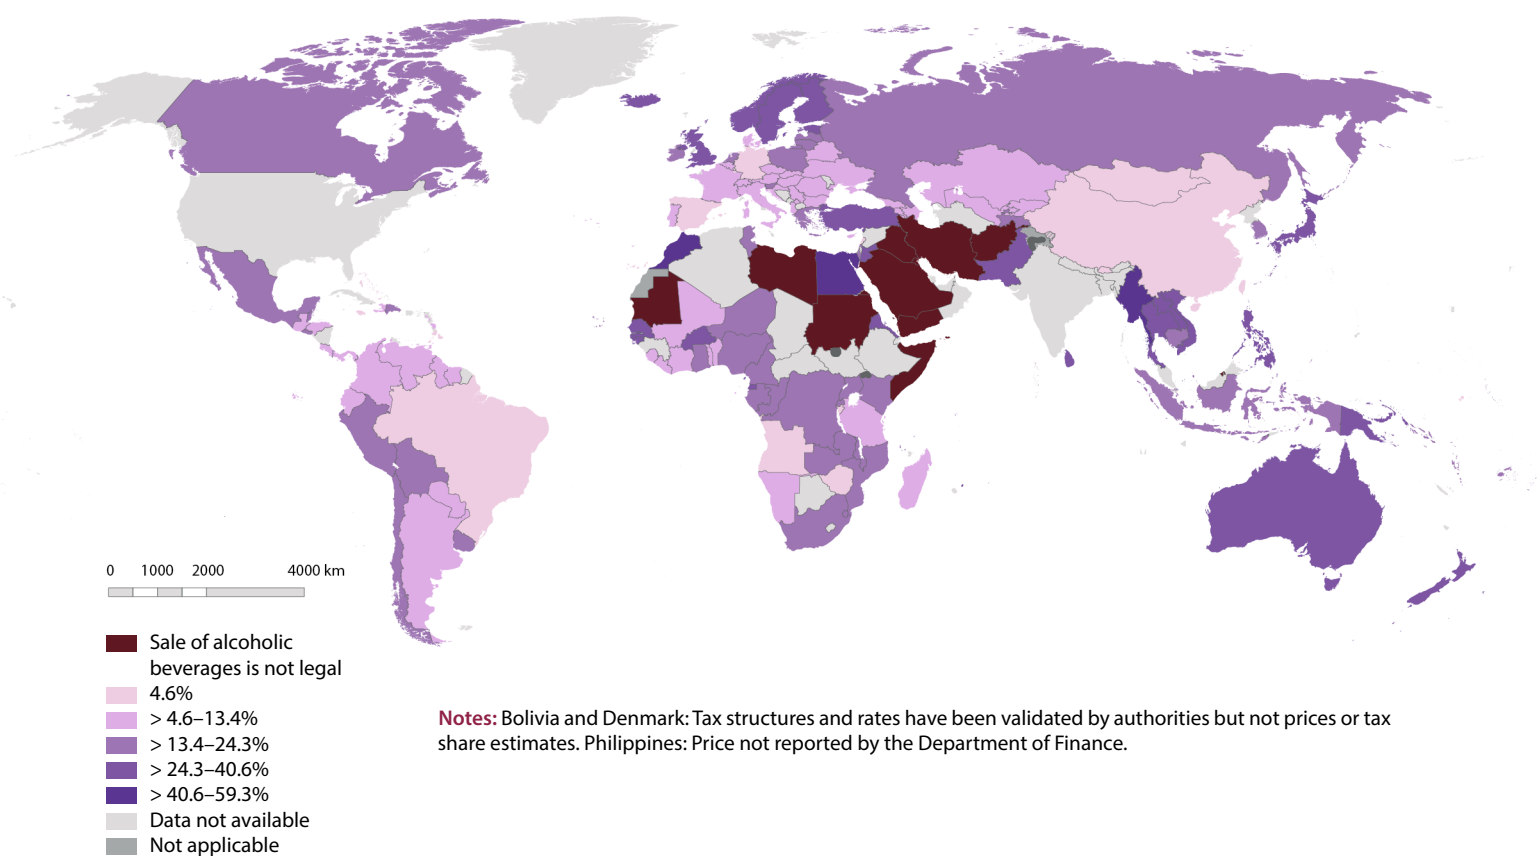 0 1000 2000 4000 km
Sale of alcoholic
beverages is not legal
4.6%
> 4.6–13.4%
> 13.4–24.3%
> 24.3–40.6%
> 40.6–59.3%
Data not available
Not applicable
Notes: Bolivia and Denmark: Tax structures and rates have been validated by authorities but not prices or tax
share estimates. Philippines: Price not reported by the Department of Finance.